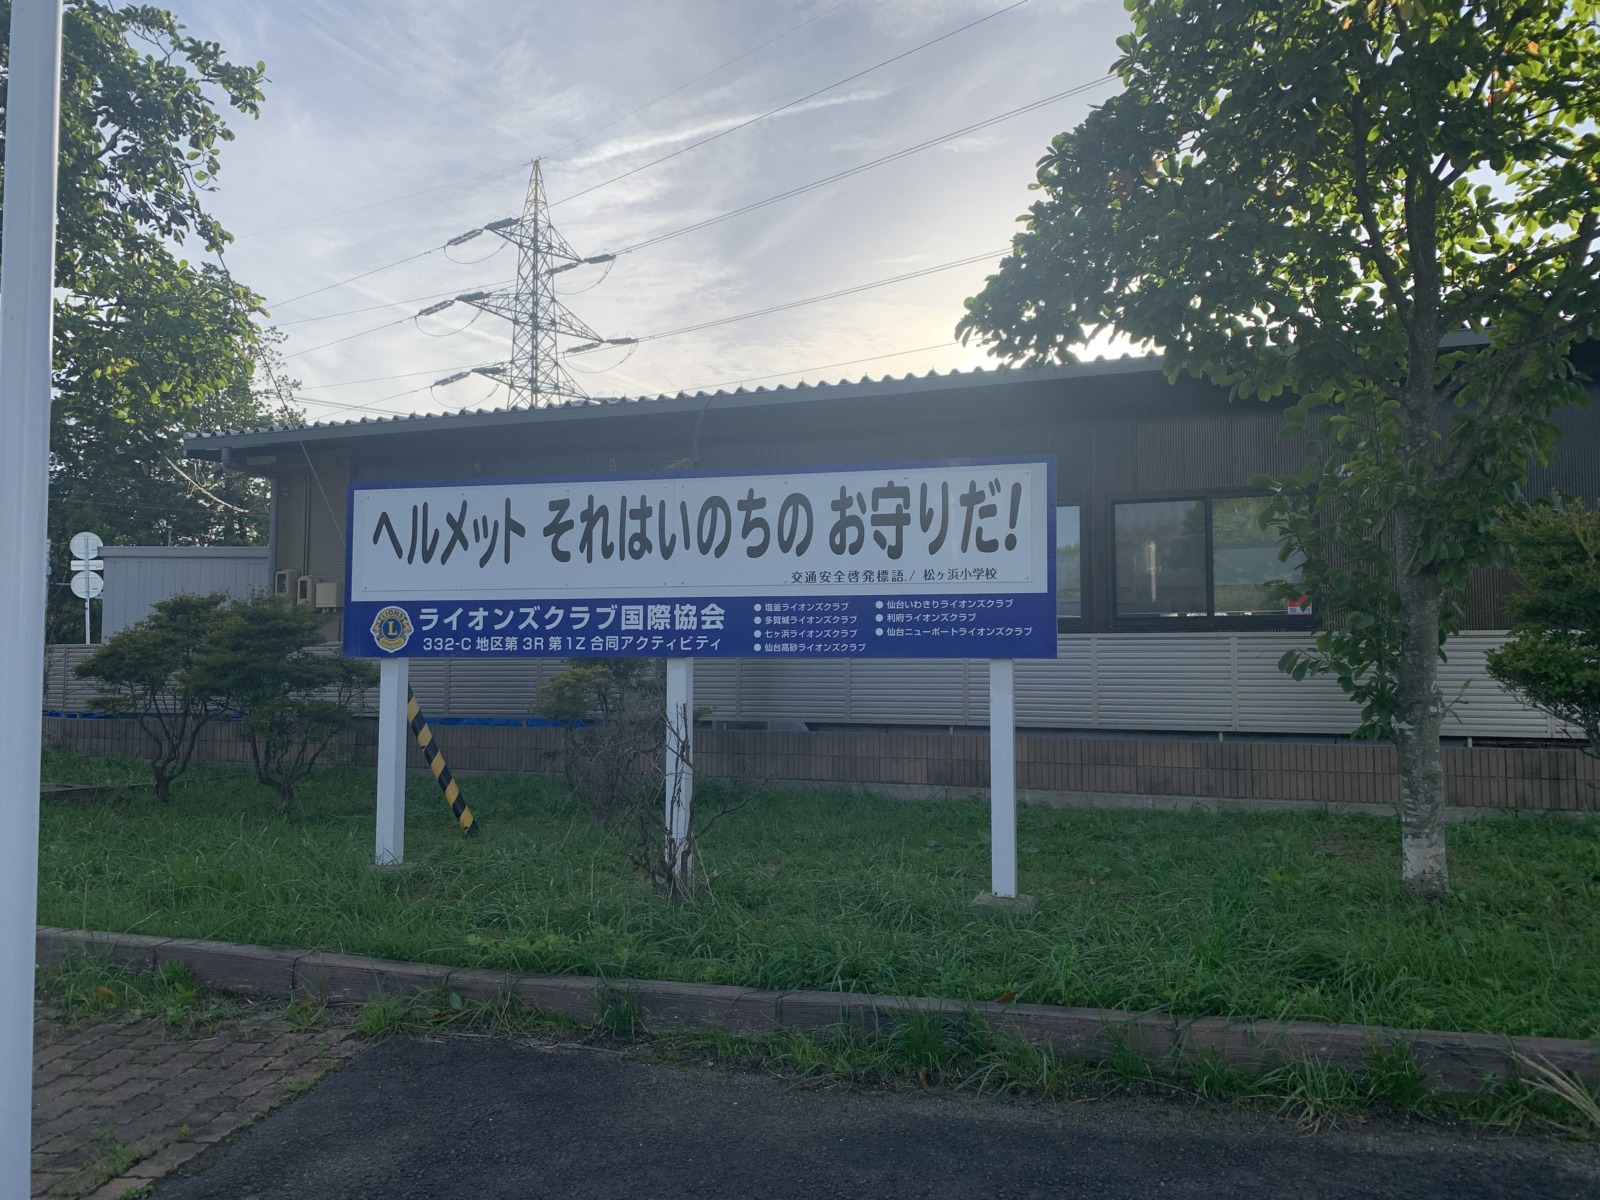 ヘルメット それはいのちの お守りだ!
交通安全啓発標語/ 松ヶ浜小学校
LIONS
L
ライオンズクラブ国際協会
332-C 地区第 3R 第 1Z 合同アクティビティ
● 塩釜ライオンズクラブ
● 多賀城ライオンズクラブ
● 七ヶ浜ライオンズクラブ
● 仙台高砂ライオンズクラブ
● 仙台いわきりライオンズクラブ
● 利府ライオンズクラブ
● 仙台ニューポートライオンズクラブ